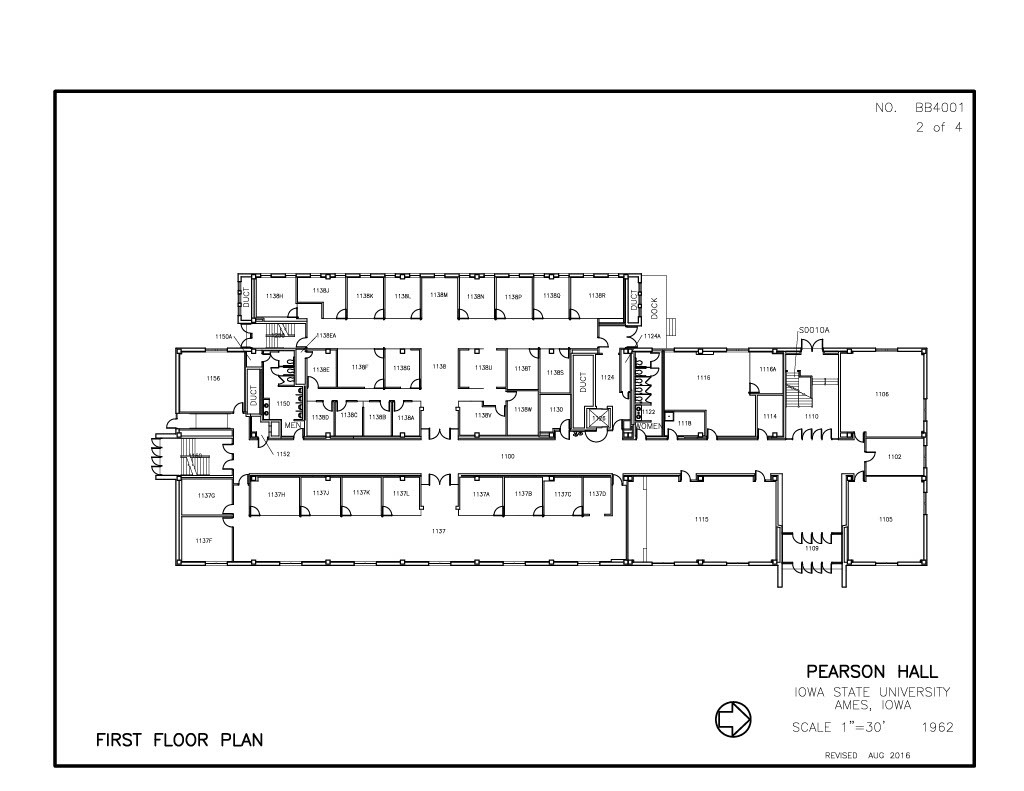 NO. BB4001
2 of 4
DUCT
1138H
1138J
1138K
1138L
1138M
1138N
1138P
1138Q
1138R
DUCT
DOCK
1150A
1138EA
1124A
S0010A
1156
1138E
1138F
1138G
1138
1138U
1138T
1138S
DUCT
1124
1116
1116A
1106
DUCT
1150
1138D
1138C
1138B
1138A
1138V
1138W
1130
1122
1118
1114
1110
MEN
WOMEN
1152
1100
1102
1137G
1137H
1137J
1137K
1137L
1137A
1137B
1137C
1137D
1115
1105
1137F
1137
1109
PEARSON HALL
IOWA STATE UNIVERSITY
AMES, IOWA
SCALE 1"=30' 1962
FIRST FLOOR PLAN
REVISED AUG 2016